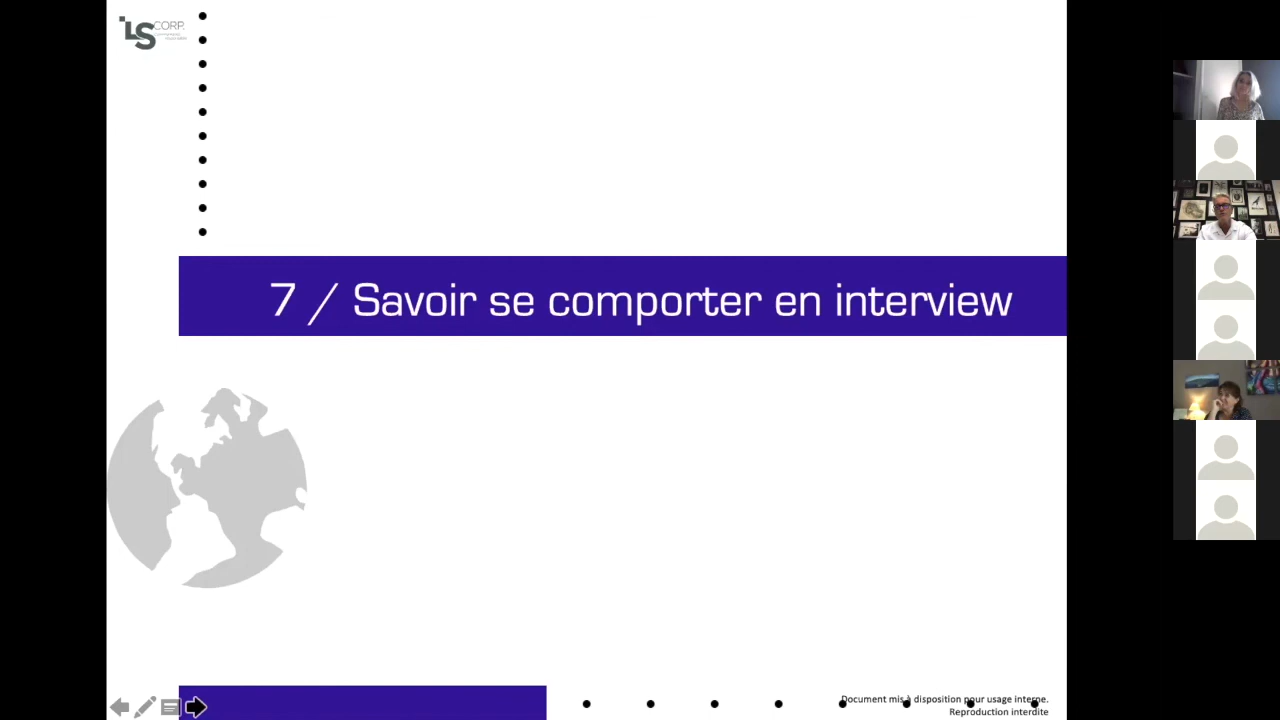 LS
CORP.
7 / Savoir se comporter en interview
Document mis à disposition pour usage interne.
Reproduction interdite